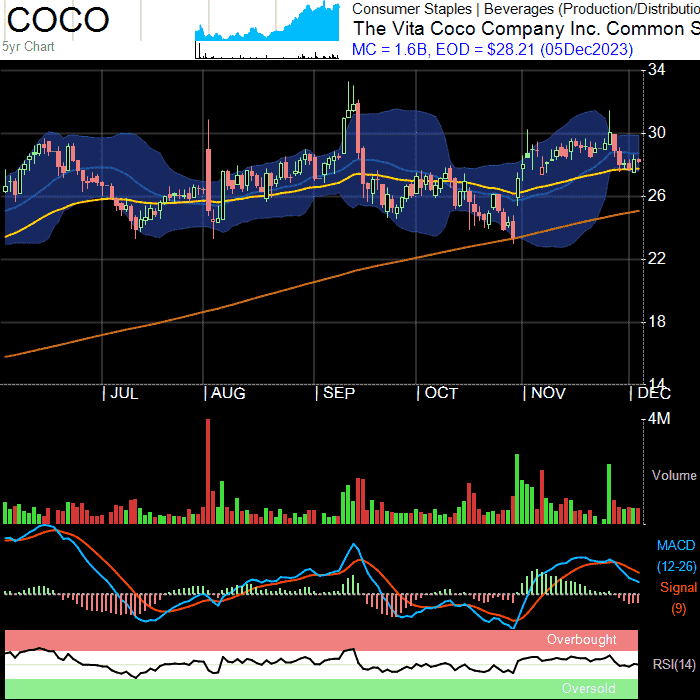 COCO
5yr Chart
Consumer Staples | Beverages (Production/Distributio
The Vita Coco Company Inc. Common S
MC = 1.6B, EOD = $28.21 (05Dec2023)
34
30
26
22
18
14
JUL AUG SEP OCT NOV DEC
4M
Volume
MACD
(12-26)
Signal
(9)
Overbought
RSI(14)
Oversold